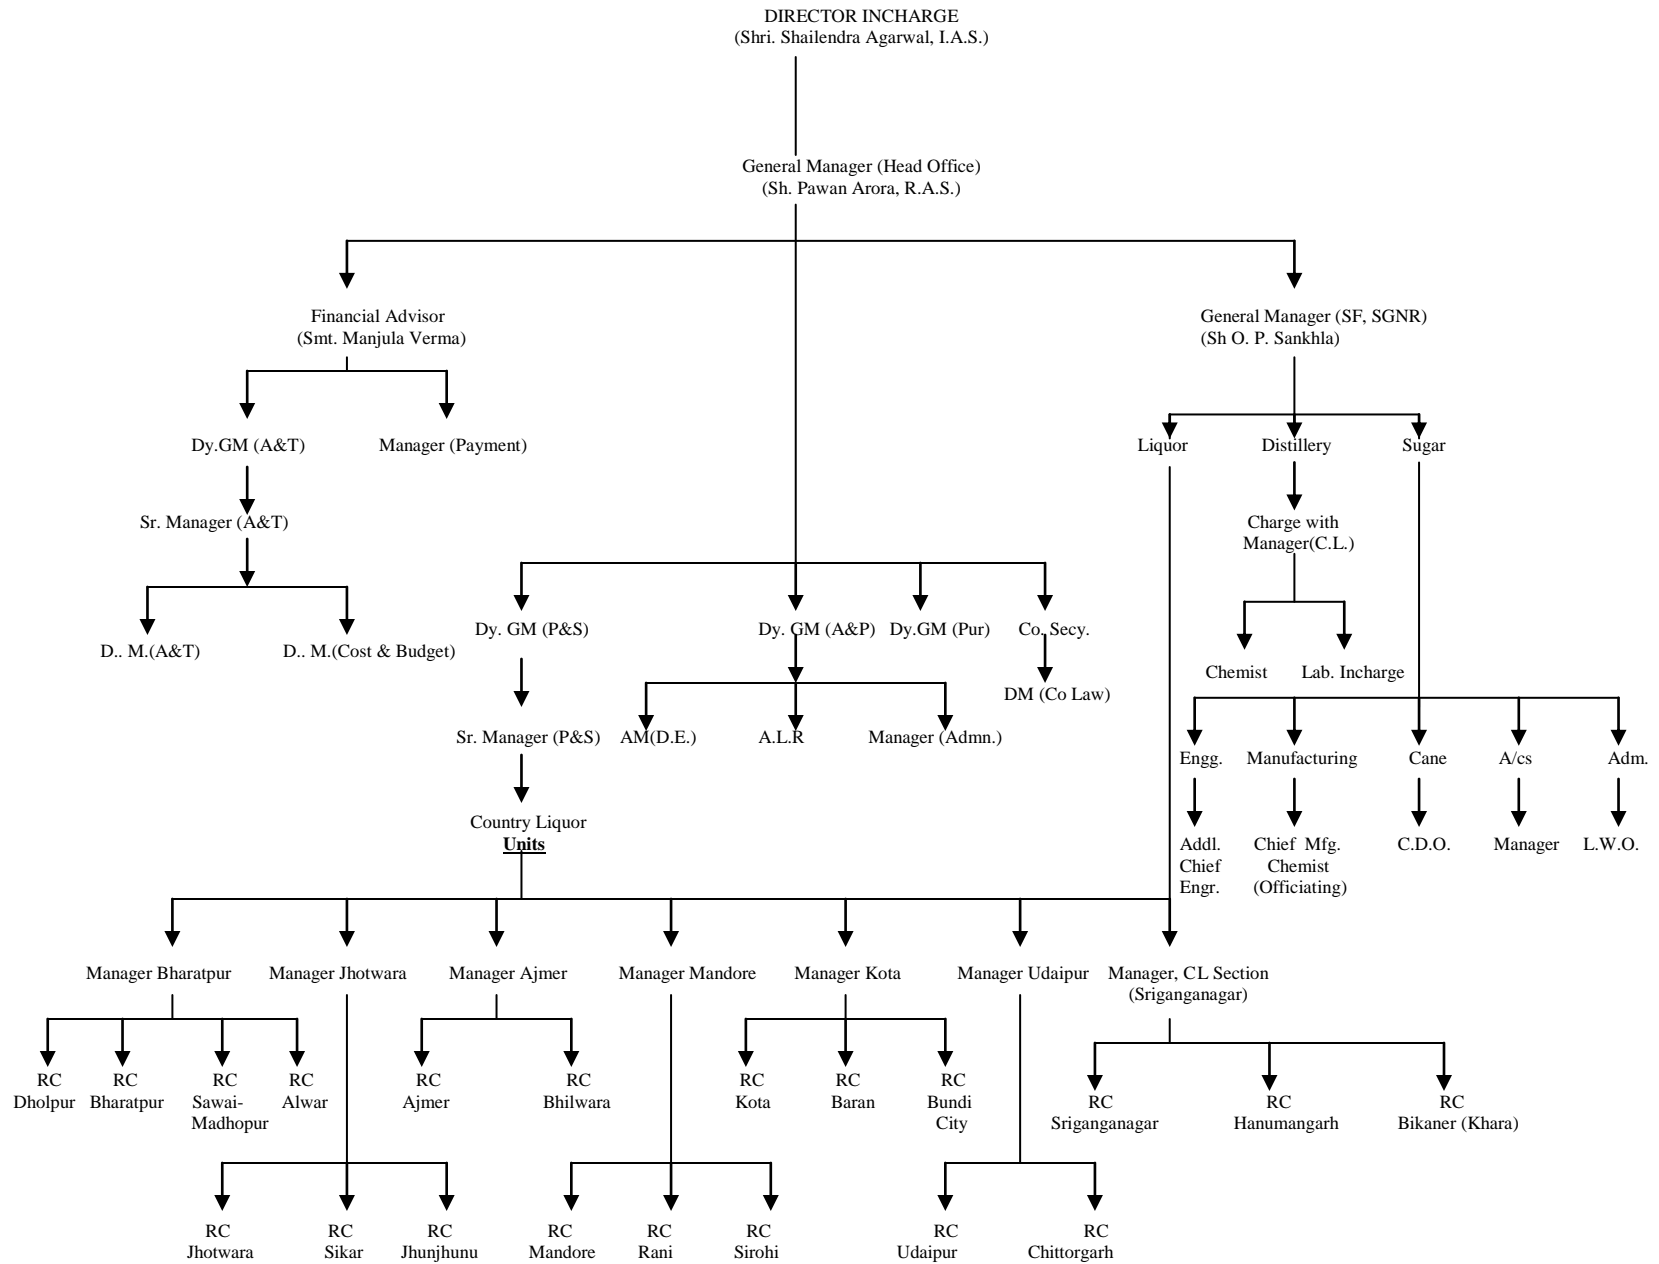 DIRECTOR INCHARGE
(Shri. Shailendra Agarwal, I.A.S.)
General Manager (Head Office)
(Sh. Pawan Arora, R.A.S.)
Financial Advisor
(Smt. Manjula Verma)
General Manager (SF, SGNR)
(Sh O. P. Sankhla)
Dy.GM (A&T)
Manager (Payment)
Liquor
Distillery
Sugar
Sr. Manager (A&T)
Charge with
Manager(C.L.)
D.. M.(A&T)
D.. M.(Cost & Budget)
Dy. GM (P&S)
Dy. GM (A&P)
Dy.GM (Pur)
Co. Secy.
Chemist
Lab. Incharge
DM (Co Law)
Sr. Manager (P&S)
AM(D.E.)
A.L.R
Manager (Admn.)
Engg.
Manufacturing
Cane
A/cs
Adm.
Country Liquor
Units
Addl.
Chief
Engr.
Chief Mfg.
Chemist
(Officiating)
C.D.O.
Manager
L.W.O.
Manager Bharatpur
Manager Jhotwara
Manager Ajmer
Manager Mandore
Manager Kota
Manager Udaipur
Manager, CL Section
(Sriganganagar)
RC
Dholpur
RC
Bharatpur
RC
Sawai-
Madhopur
RC
Alwar
RC
Ajmer
RC
Bhilwara
RC
Kota
RC
Baran
RC
Bundi
City
RC
Sriganganagar
RC
Hanumangarh
RC
Bikaner (Khara)
RC
Jhotwara
RC
Sikar
RC
Jhunjhunu
RC
Mandore
RC
Rani
RC
Sirohi
RC
Udaipur
RC
Chittorgarh